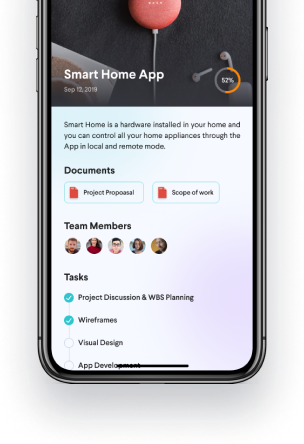 Smart Home App
Sep 12, 2019
52%
Smart Home is a hardware installed in your home and
you can control all your home appliances through the
App in local and remote mode.
Documents
Project Propoasal
Scope of work
Team Members
Tasks
Project Discussion & WBS Planning
Wireframes
Visual Design
App Development